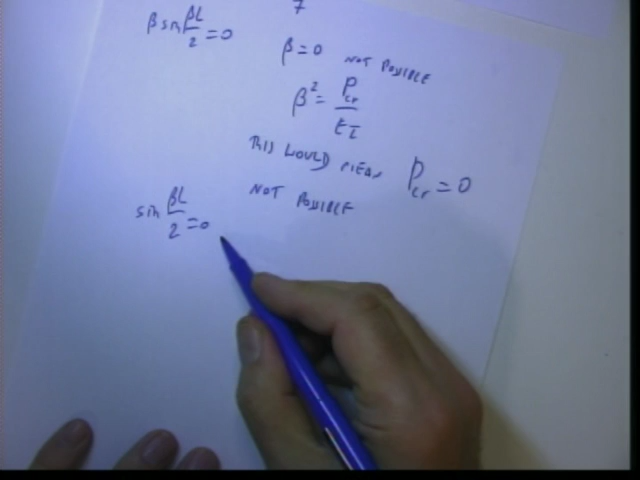 7
β sin βL/2 = 0
β = 0 NOT POSSIBLE
β² = Pcr/EI
THIS WOULD MEAN Pcr = 0
NOT POSSIBLE
sin βL/2 = 0